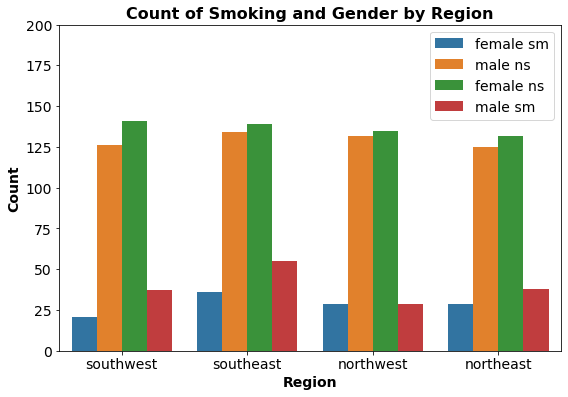 Count of Smoking and Gender by Region
200
175
150
125
100
75
50
25
0
Count
female sm
male ns
female ns
male sm
southwest southeast northwest northeast
Region